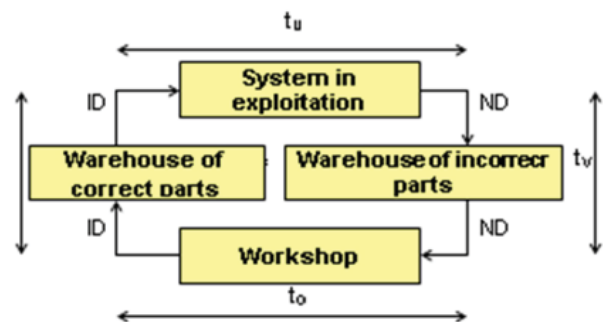 tu
System in
exploitation
ID
ND
Warehouse of
correct parts
Warehouse of incorrecr
parts
tv
ID
ND
Workshop
to